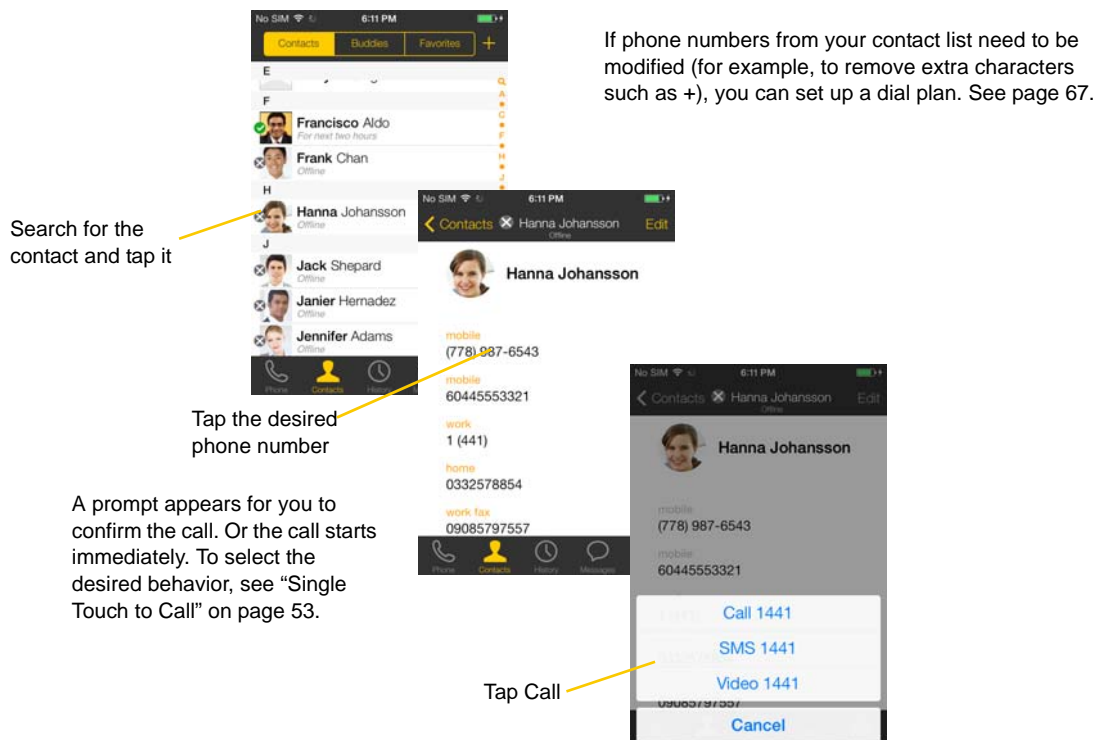 No SIM 6:11 PM
Contacts Buddies Favorites +
E
F
Francisco Aldo
For next two hours
Frank Chan
Offline
H
Hanna Johansson
Offline
J
Jack Shepard
Offline
Janier Hernadez
Offline
Jennifer Adams
Offline
A
C
F
H
J
Phone Contacts History
If phone numbers from your contact list need to be
modified (for example, to remove extra characters
such as +), you can set up a dial plan. See page 67.
Search for the
contact and tap it
No SIM 6:11 PM
Contacts Hanna Johansson Edit
Offline
Hanna Johansson
mobile
(778) 987-6543
mobile
60445553321
work
1 (441)
home
0332578854
work fax
09085797557
Phone Contacts History Messages
Tap the desired
phone number
A prompt appears for you to
confirm the call. Or the call starts
immediately. To select the
desired behavior, see “Single
Touch to Call” on page 53.
No SIM 6:11 PM
Contacts Hanna Johansson Edit
Offline
Hanna Johansson
mobile
(778) 987-6543
mobile
60445553321
Call 1441
SMS 1441
Video 1441
09085797557
Cancel
Tap Call